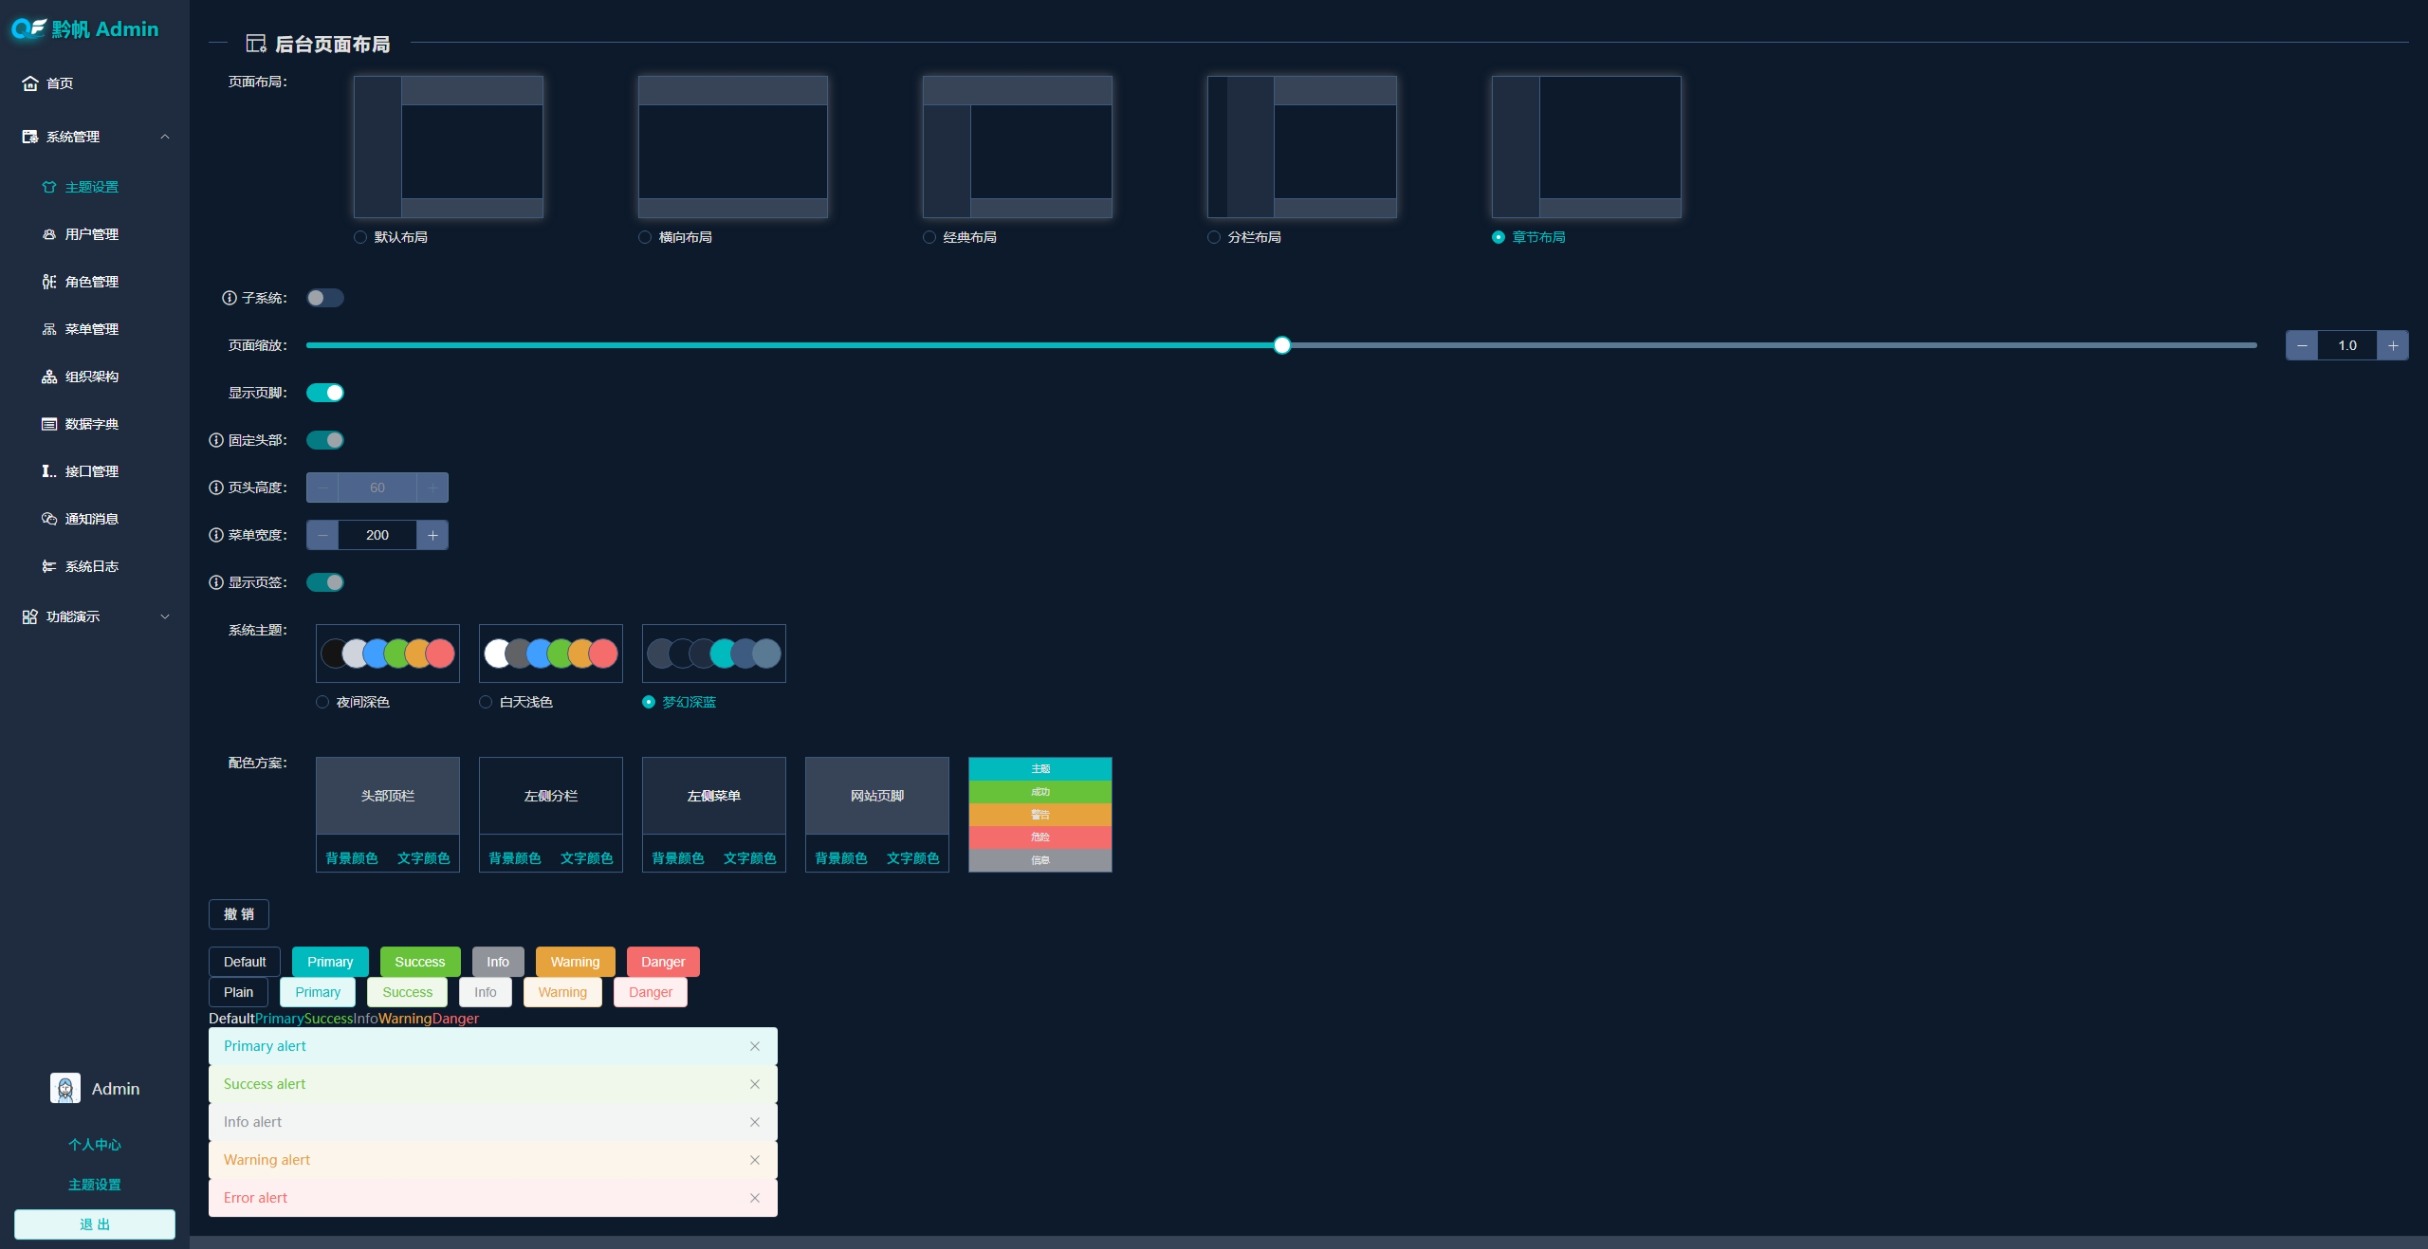 黔帆 Admin
首页
系统管理
主题设置
用户管理
角色管理
菜单管理
组织架构
数据字典
接口管理
通知消息
系统日志
功能演示
Admin
个人中心
主题设置
退 出
后台页面布局
页面布局：
默认布局 横向布局 经典布局 分栏布局 章节布局
子系统：
页面缩放： 1.0
显示页脚：
固定头部：
页头高度： 60
菜单宽度： 200
显示页签：
系统主题：
夜间深色 白天浅色 梦幻深蓝
配色方案：
头部顶栏 左侧分栏 左侧菜单 网站页脚
背景颜色 文字颜色 背景颜色 文字颜色 背景颜色 文字颜色 背景颜色 文字颜色
主题
成功
警告
危险
信息
撤 销
Default Primary Success Info Warning Danger
Plain Primary Success Info Warning Danger
DefaultPrimarySuccessInfoWarningDanger
Primary alert
Success alert
Info alert
Warning alert
Error alert